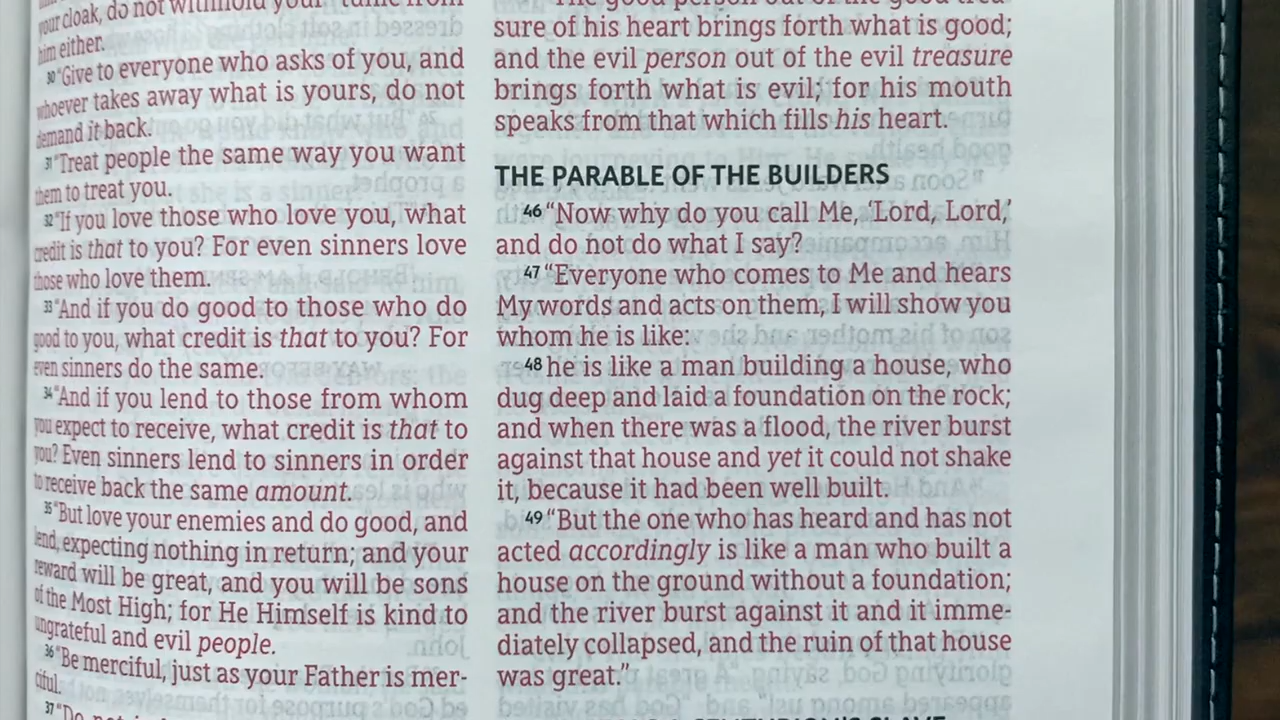 your cloak, do not withhold your from
him either.
30 "Give to everyone who asks of you, and
whoever takes away what is yours, do not
demand it back.
31 "Treat people the same way you want
them to treat you.
32 "If you love those who love you, what
credit is that to you? For even sinners love
those who love them.
33 "And if you do good to those who do
good to you, what credit is that to you? For
even sinners do the same.
34 "And if you lend to those from whom
you expect to receive, what credit is that to
you? Even sinners lend to sinners in order
to receive back the same amount.
35 "But love your enemies and do good, and
lend, expecting nothing in return; and your
reward will be great, and you will be sons
of the Most High; for He Himself is kind to
ungrateful and evil people.
36 "Be merciful, just as your Father is mer-
ciful.
37 "Do not
The good person out of the good trea-
sure of his heart brings forth what is good;
and the evil person out of the evil treasure
brings forth what is evil; for his mouth
speaks from that which fills his heart.
THE PARABLE OF THE BUILDERS
46 "Now why do you call Me, 'Lord, Lord,'
and do not do what I say?
47 "Everyone who comes to Me and hears
My words and acts on them, I will show you
whom he is like:
48 he is like a man building a house, who
dug deep and laid a foundation on the rock;
and when there was a flood, the river burst
against that house and yet it could not shake
it, because it had been well built.
49 "But the one who has heard and has not
acted accordingly is like a man who built a
house on the ground without a foundation;
and the river burst against it and it imme-
diately collapsed, and the ruin of that house
was great."
CENTURION'S SLAVE